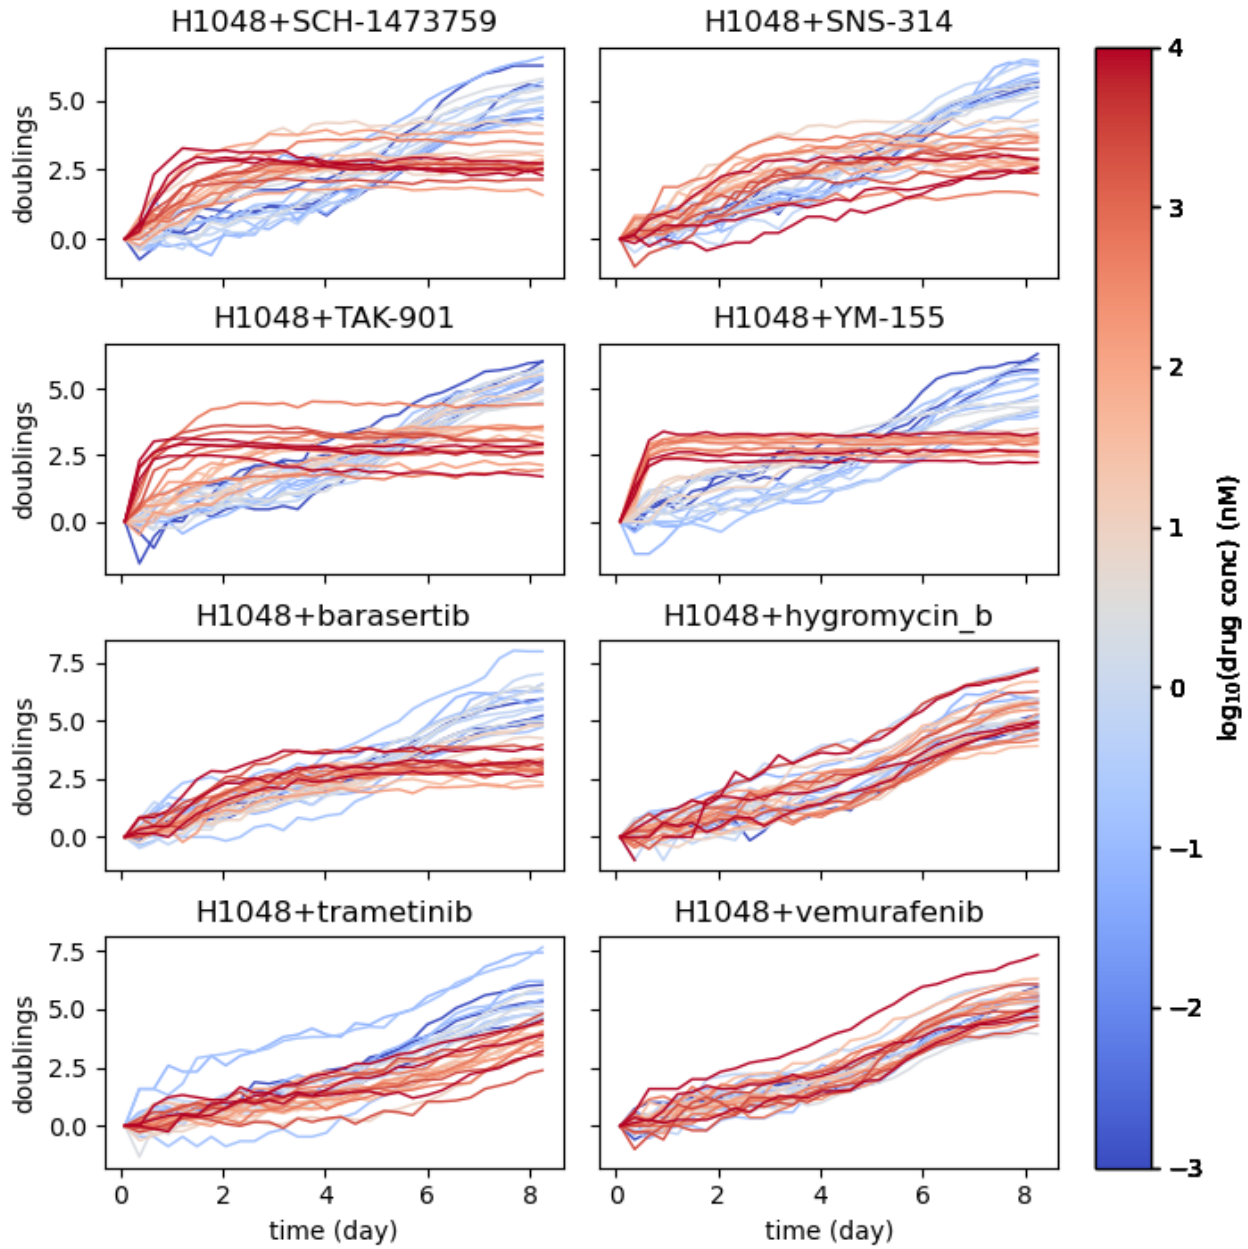 H1048+SCH-1473759
H1048+SNS-314
doublings
5.0
2.5
0.0
H1048+TAK-901
H1048+YM-155
doublings
5.0
2.5
0.0
H1048+barasertib
H1048+hygromycin_b
doublings
7.5
5.0
2.5
0.0
H1048+trametinib
H1048+vemurafenib
doublings
7.5
5.0
2.5
0.0
0 2 4 6 8
0 2 4 6 8
time (day)
time (day)
4
3
2
1
0
−1
−2
−3
log₁₀(drug conc) (nM)